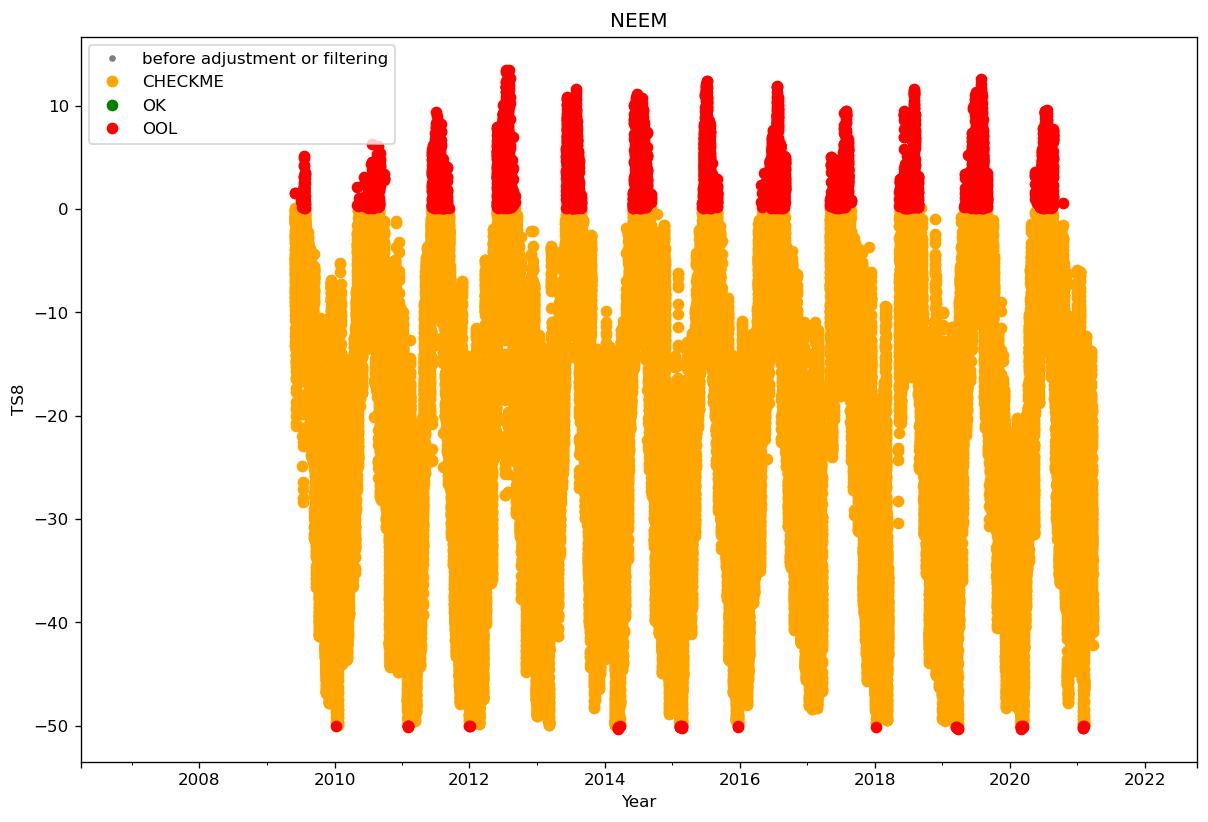 NEEM
before adjustment or filtering
CHECKME
OK
OOL
10
0
−10
−20
−30
−40
−50
TS8
2008 2010 2012 2014 2016 2018 2020 2022
Year